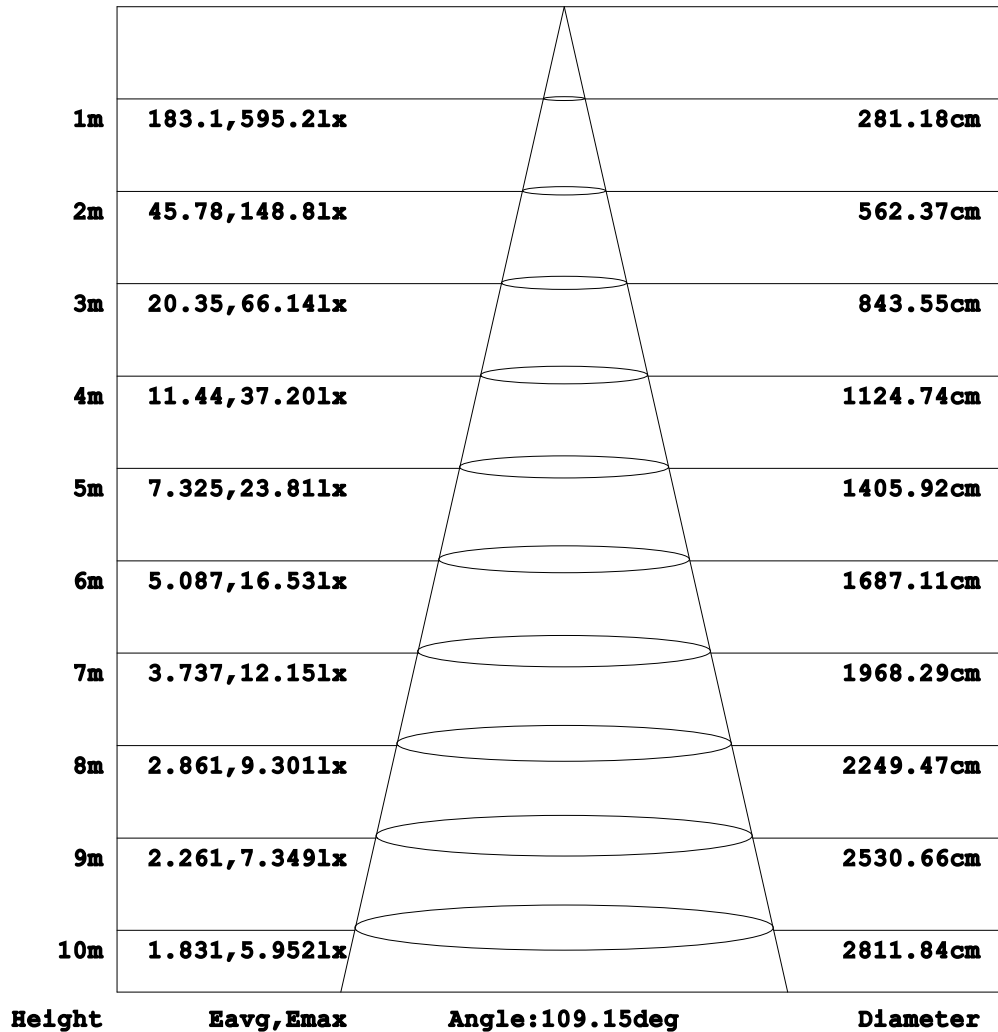 1m 183.1,595.2lx 281.18cm
2m 45.78,148.8lx 562.37cm
3m 20.35,66.14lx 843.55cm
4m 11.44,37.20lx 1124.74cm
5m 7.325,23.81lx 1405.92cm
6m 5.087,16.53lx 1687.11cm
7m 3.737,12.15lx 1968.29cm
8m 2.861,9.301lx 2249.47cm
9m 2.261,7.349lx 2530.66cm
10m 1.831,5.952lx 2811.84cm
Height Eavg,Emax Angle:109.15deg Diameter